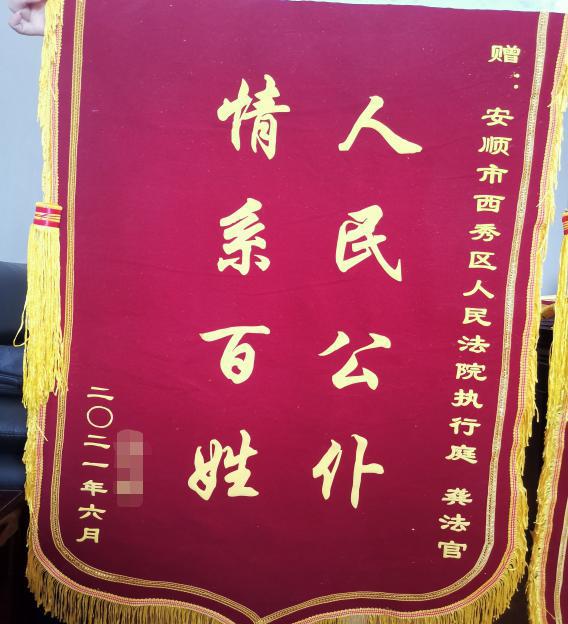 赠：安顺市西秀区人民法院执行庭 龚法官
人民公仆
情系百姓
二〇二一年六月